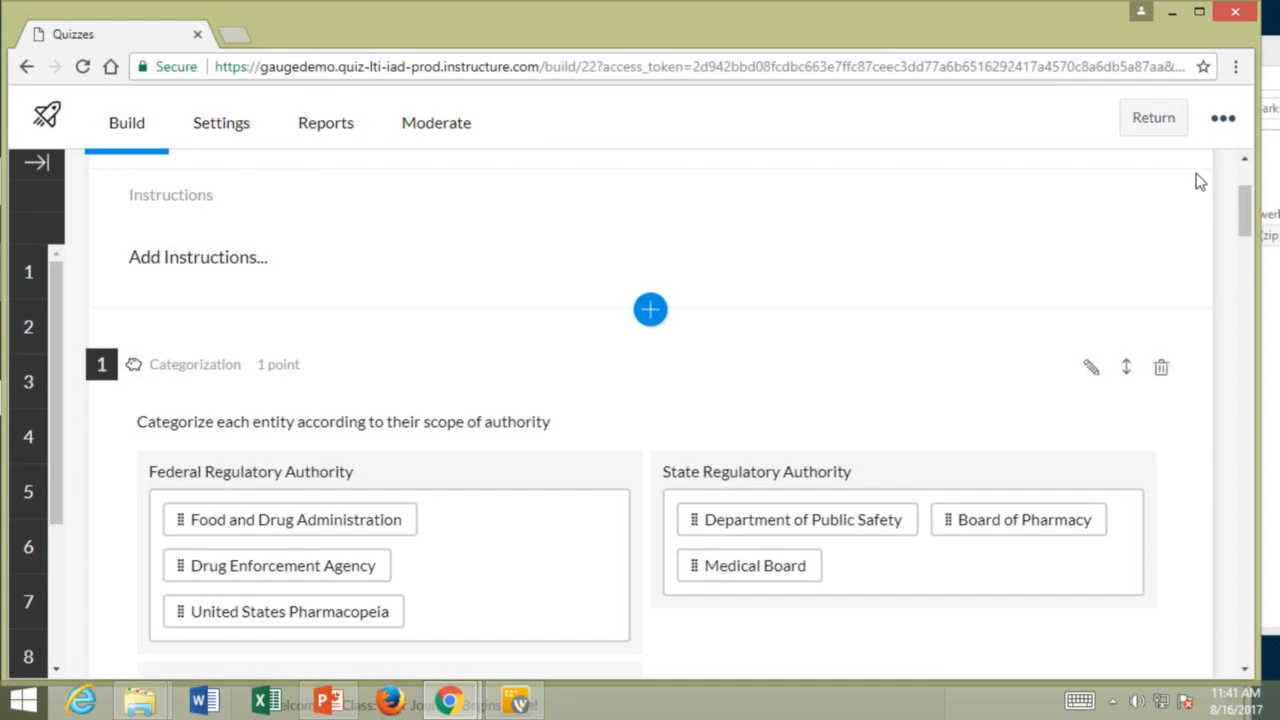 Quizzes
Secure https://gaugedemo.quiz-lti-iad-prod.instructure.com/build/22?access_token=2d942bbd08fcdbc663e7ffc87ceec3dd77a6b6516292417a4570c8a6db5a87aa&...
Build Settings Reports Moderate Return
Instructions
Add Instructions...
1
2
3
4
5
6
7
8
1 Categorization 1 point
Categorize each entity according to their scope of authority
Federal Regulatory Authority State Regulatory Authority
Food and Drug Administration Department of Public Safety Board of Pharmacy
Drug Enforcement Agency Medical Board
United States Pharmacopeia
(zip
11:41 AM
8/16/2017